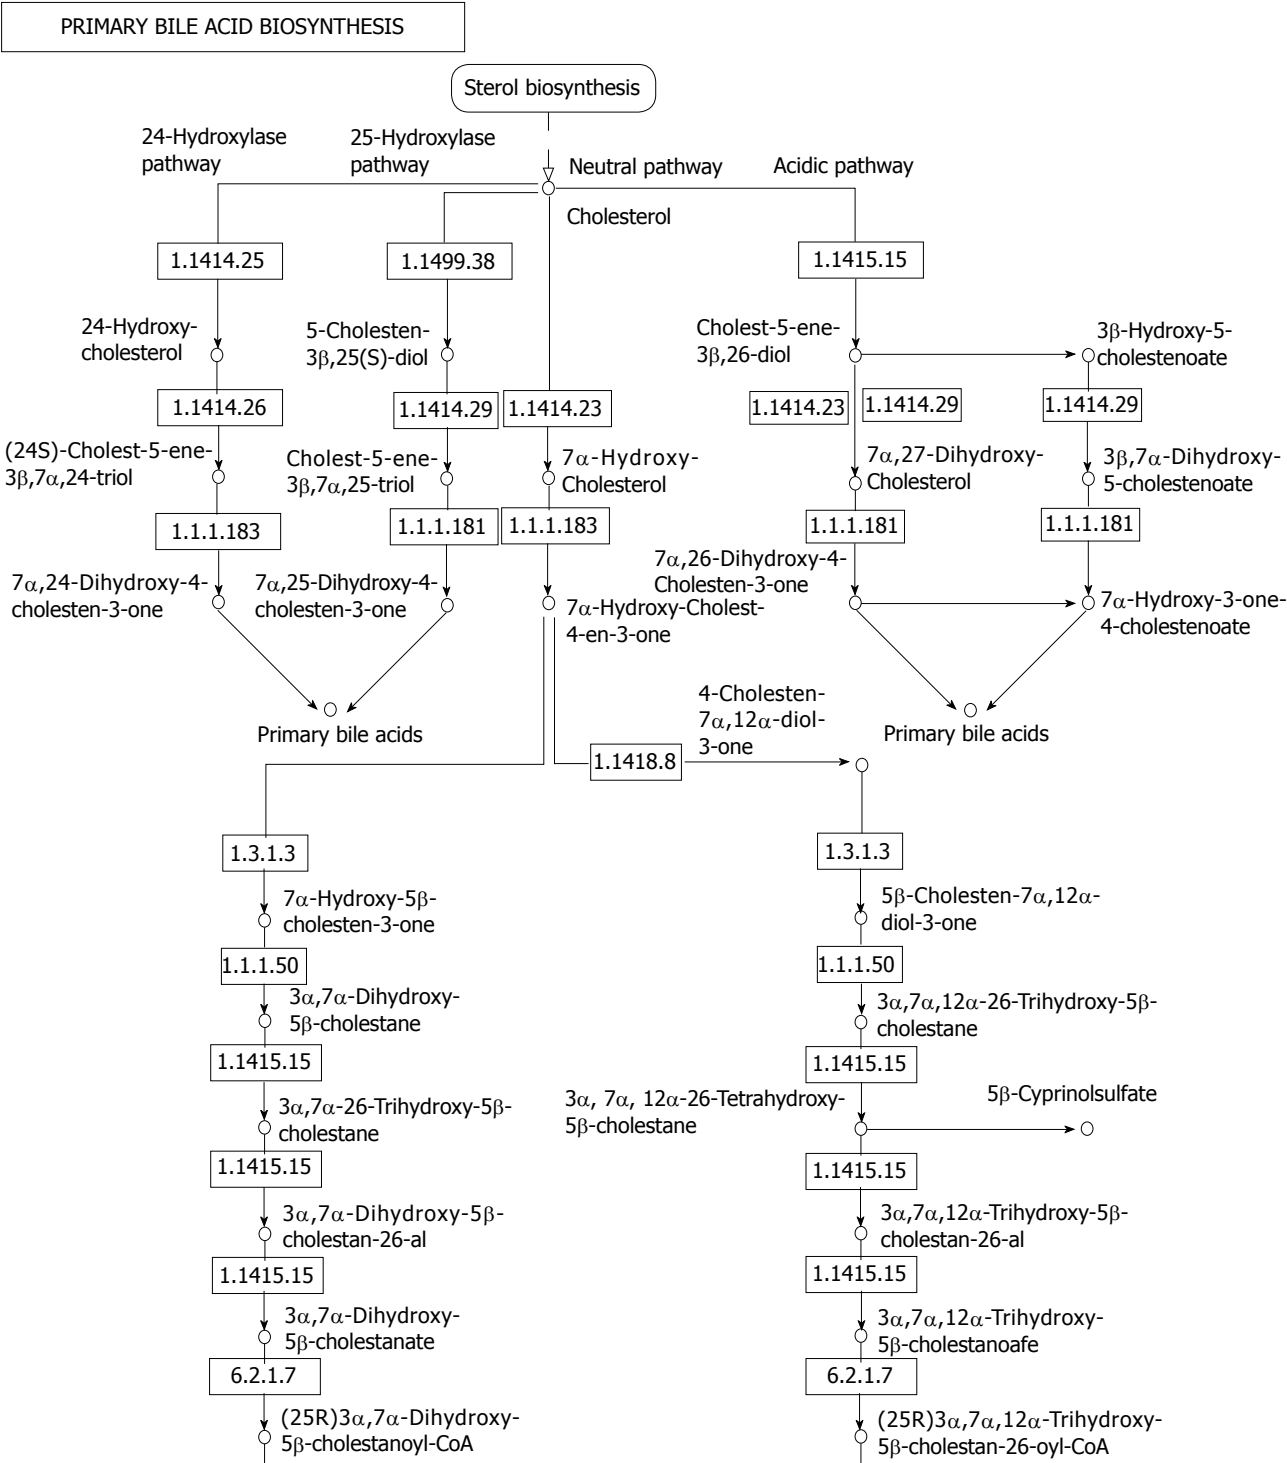 PRIMARY BILE ACID BIOSYNTHESIS
Sterol biosynthesis
24-Hydroxylase
pathway
25-Hydroxylase
pathway
Neutral pathway
Acidic pathway
Cholesterol
1.1414.25
1.1499.38
1.1415.15
24-Hydroxy-
cholesterol
5-Cholesten-
3β,25(S)-diol
Cholest-5-ene-
3β,26-diol
3β-Hydroxy-5-
cholestenoate
1.1414.26
1.1414.29
1.1414.23
1.1414.23
1.1414.29
1.1414.29
(24S)-Cholest-5-ene-
3β,7α,24-triol
Cholest-5-ene-
3β,7α,25-triol
7α-Hydroxy-
Cholesterol
7α,27-Dihydroxy-
Cholesterol
3β,7α-Dihydroxy-
5-cholestenoate
1.1.1.183
1.1.1.181
1.1.1.183
1.1.1.181
1.1.1.181
7α,24-Dihydroxy-4-
cholesten-3-one
7α,25-Dihydroxy-4-
cholesten-3-one
7α-Hydroxy-Cholest-
4-en-3-one
7α,26-Dihydroxy-4-
Cholesten-3-one
7α-Hydroxy-3-one-
4-cholestenoate
Primary bile acids
Primary bile acids
4-Cholesten-
7α,12α-diol-
3-one
1.1418.8
1.3.1.3
1.3.1.3
7α-Hydroxy-5β-
cholesten-3-one
5β-Cholesten-7α,12α-
diol-3-one
1.1.1.50
1.1.1.50
3α,7α-Dihydroxy-
5β-cholestane
3α,7α,12α-26-Trihydroxy-5β-
cholestane
1.1415.15
1.1415.15
3α,7α-26-Trihydroxy-5β-
cholestane
3α, 7α, 12α-26-Tetrahydroxy-
5β-cholestane
5β-Cyprinolsulfate
1.1415.15
1.1415.15
3α,7α-Dihydroxy-5β-
cholestan-26-al
3α,7α,12α-Trihydroxy-5β-
cholestan-26-al
1.1415.15
1.1415.15
3α,7α-Dihydroxy-
5β-cholestanate
3α,7α,12α-Trihydroxy-
5β-cholestanoafe
6.2.1.7
6.2.1.7
(25R)3α,7α-Dihydroxy-
5β-cholestanoyl-CoA
(25R)3α,7α,12α-Trihydroxy-
5β-cholestan-26-oyl-CoA